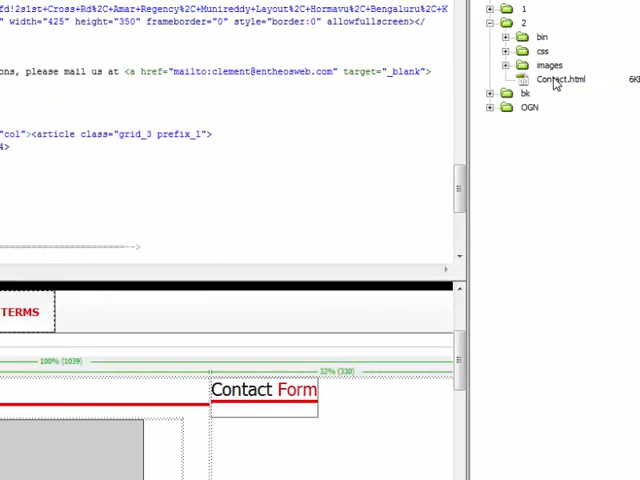 fd!2s1st+Cross+Rd%2C+Amar+Regency%2C+Munireddy+Layout%2C+Hormavu%2C+Bengaluru%2C+K
" width="425" height="350" frameborder="0" style="border:0" allowfullscreen></
ons, please mail us at <a href="mailto:clement@entheosweb.com" target="_blank">
"col"><article class="grid_3 prefix_1">
4>
=========================-->
1
2
bin
css
images
Contact.html 6K
bk
OGN
TERMS
100% (1039)
32% (330)
Contact Form